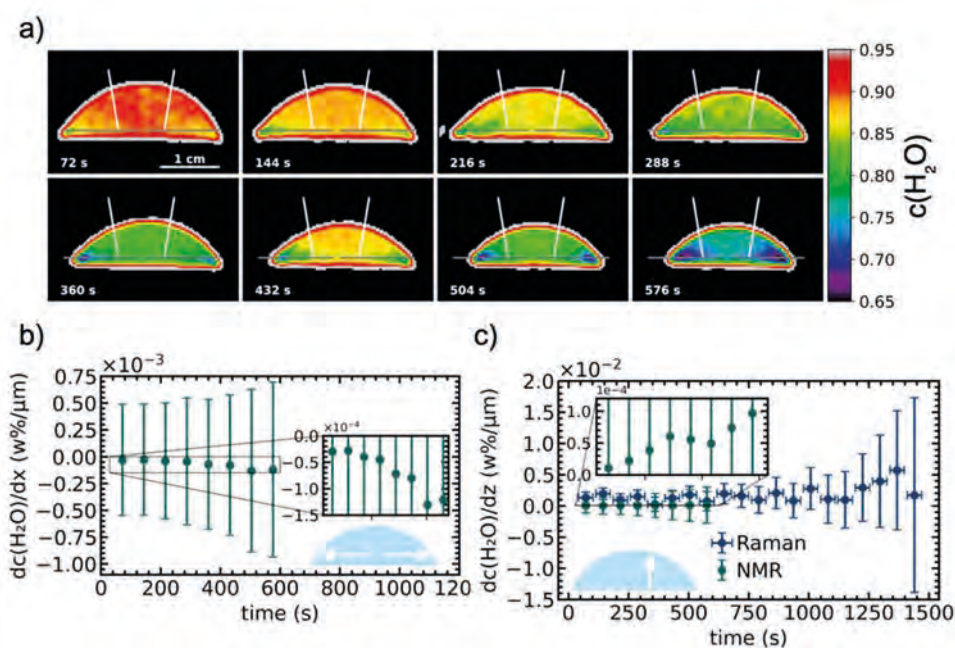 a)
72 s
1 cm
144 s
216 s
288 s
360 s
432 s
504 s
576 s
0.95
0.90
0.85
0.80
0.75
0.70
0.65
c(H₂O)
b)
×10⁻³
0.75
0.50
0.25
0.00
−0.25
−0.50
−0.75
−1.00
dc(H₂O)/dx (w%/μm)
×10⁻⁴
0.0
−0.5
−1.0
−1.5
0 200 400 600 800 1000 1200
time (s)
c)
×10⁻²
2.0
1.5
1.0
0.5
0.0
−0.5
−1.0
−1.5
dc(H₂O)/dz (w%/μm)
1e−4
1.0
0.5
0.0
Raman
NMR
0 250 500 750 1000 1250 1500
time (s)